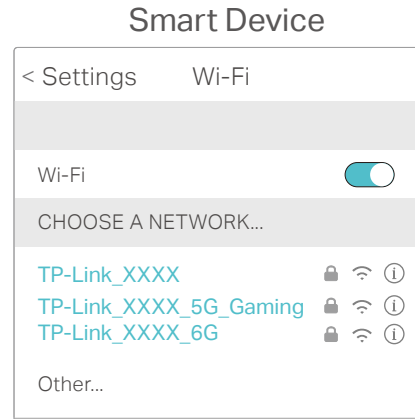 Smart Device
< Settings Wi-Fi
Wi-Fi
CHOOSE A NETWORK...
TP-Link_XXXX
TP-Link_XXXX_5G_Gaming
TP-Link_XXXX_6G
Other...